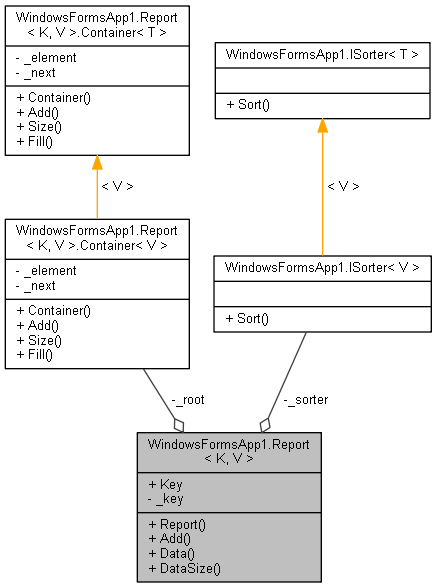 WindowsFormsApp1.Report
< K, V >.Container< T >
- _element
- _next
+ Container()
+ Add()
+ Size()
+ Fill()
WindowsFormsApp1.ISorter< T >
+ Sort()
< V >
< V >
WindowsFormsApp1.Report
< K, V >.Container< V >
- _element
- _next
+ Container()
+ Add()
+ Size()
+ Fill()
WindowsFormsApp1.ISorter< V >
+ Sort()
-_root
-_sorter
WindowsFormsApp1.Report
< K, V >
+ Key
- _key
+ Report()
+ Add()
+ Data()
+ DataSize()